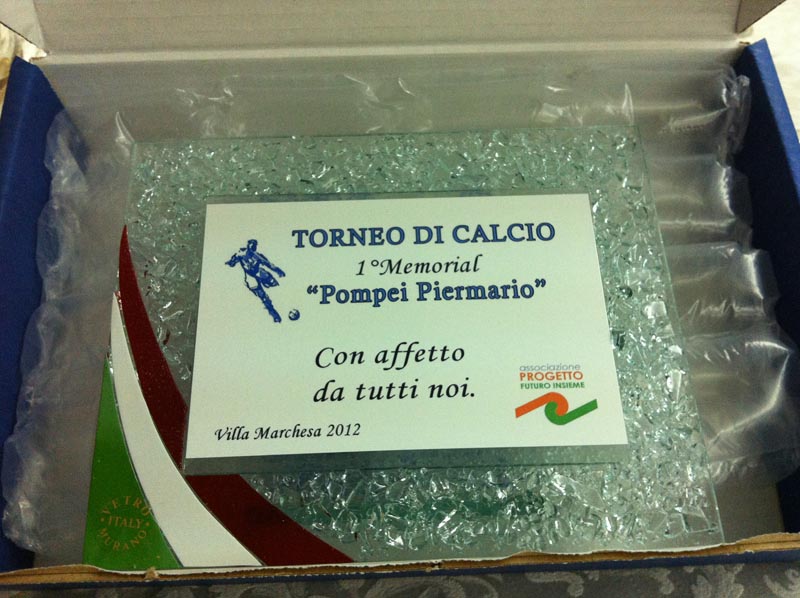 TORNEO DI CALCIO
1°Memorial
“Pompei Piermario”
Con affetto
da tutti noi.
associazione
PROGETTO
FUTURO INSIEME
Villa Marchesa 2012
VETRO
ITALY
MURANO